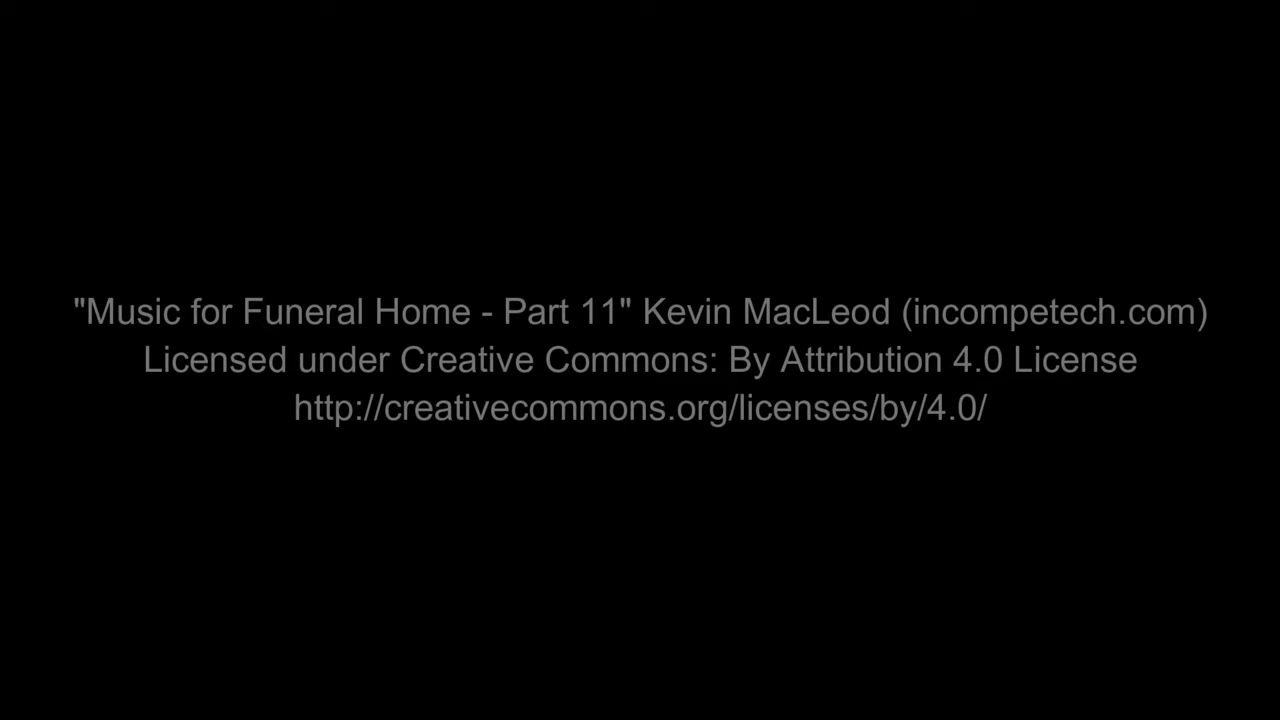 "Music for Funeral Home - Part 11" Kevin MacLeod (incompetech.com)
Licensed under Creative Commons: By Attribution 4.0 License
http://creativecommons.org/licenses/by/4.0/